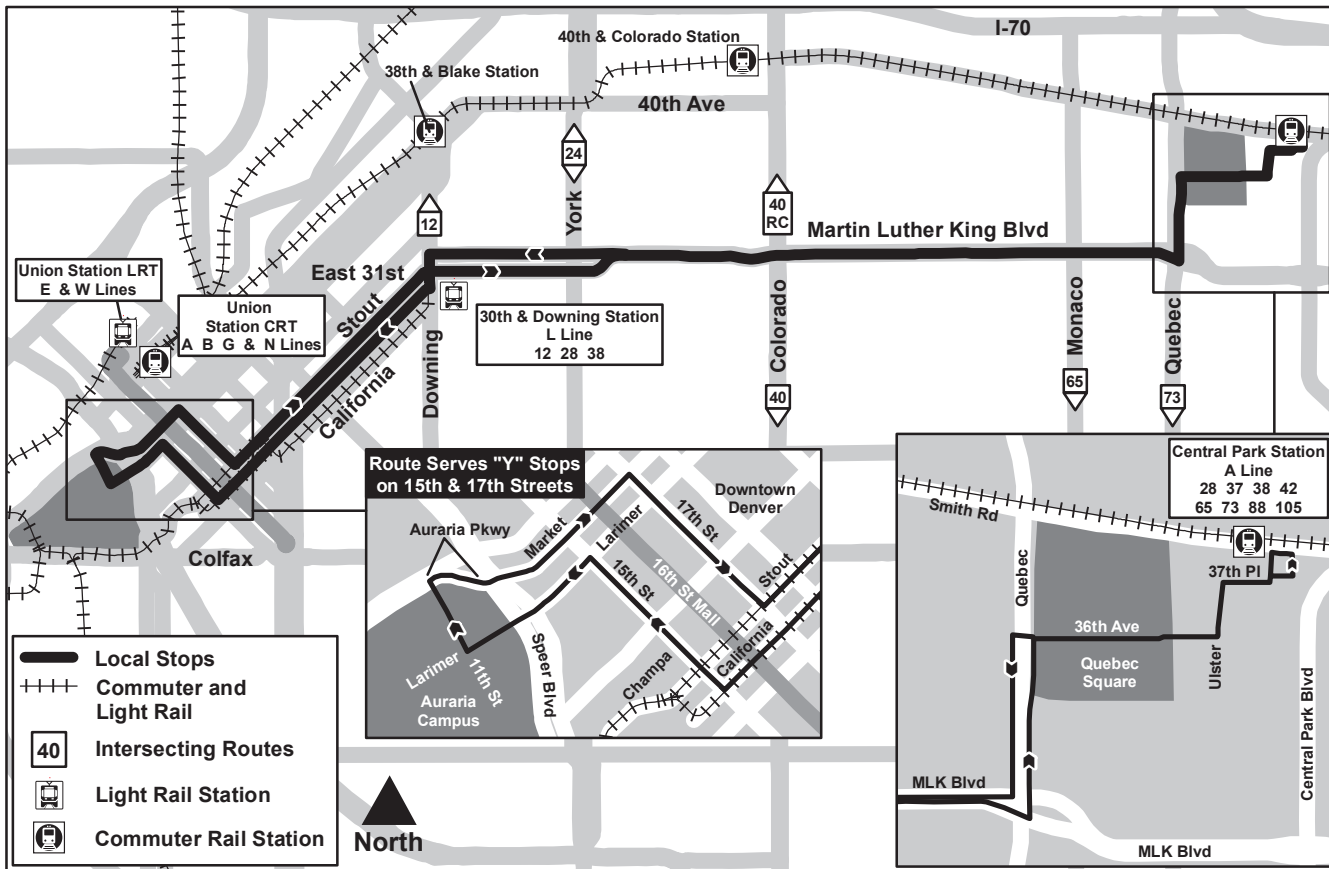 I-70
40th & Colorado Station
38th & Blake Station
40th Ave
24
York
12
40
RC
Martin Luther King Blvd
East 31st
Union Station LRT
E & W Lines
Union
Station CRT
A B G & N Lines
Stout
California
Downing
30th & Downing Station
L Line
12 28 38
Colorado
40
Monaco
65
Quebec
73
Colfax
Route Serves "Y" Stops
on 15th & 17th Streets
Auraria Pkwy
Market
Larimer
17th St
Downtown
Denver
15th St
16th St Mall
Stout
California
Champa
Larimer
11th St
Speer Blvd
Auraria
Campus
Central Park Station
A Line
28 37 38 42
65 73 88 105
Smith Rd
Quebec
37th Pl
36th Ave
Quebec
Square
Ulster
Central Park Blvd
MLK Blvd
MLK Blvd
Local Stops
Commuter and
Light Rail
40
Intersecting Routes
Light Rail Station
Commuter Rail Station
North